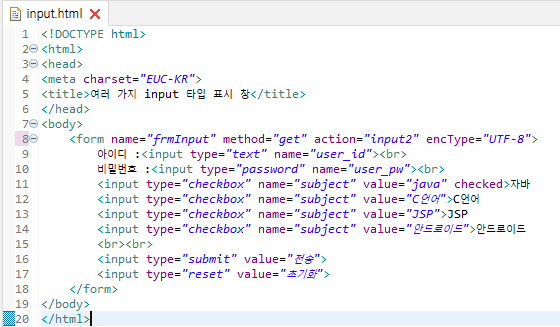 input.html
1 <!DOCTYPE html>
2 <html>
3 <head>
4 <meta charset="EUC-KR">
5 <title>여러 가지 input 타입 표시 창</title>
6 </head>
7 <body>
8 <form name="frmInput" method="get" action="input2" encType="UTF-8">
9 아이디 :<input type="text" name="user_id"><br>
10 비밀번호 :<input type="password" name="user_pw"><br>
11 <input type="checkbox" name="subject" value="java" checked>자바
12 <input type="checkbox" name="subject" value="C언어">C언어
13 <input type="checkbox" name="subject" value="JSP">JSP
14 <input type="checkbox" name="subject" value="안드로이드">안드로이드
15 <br><br>
16 <input type="submit" value="전송">
17 <input type="reset" value="초기화">
18 </form>
19 </body>
20 </html>